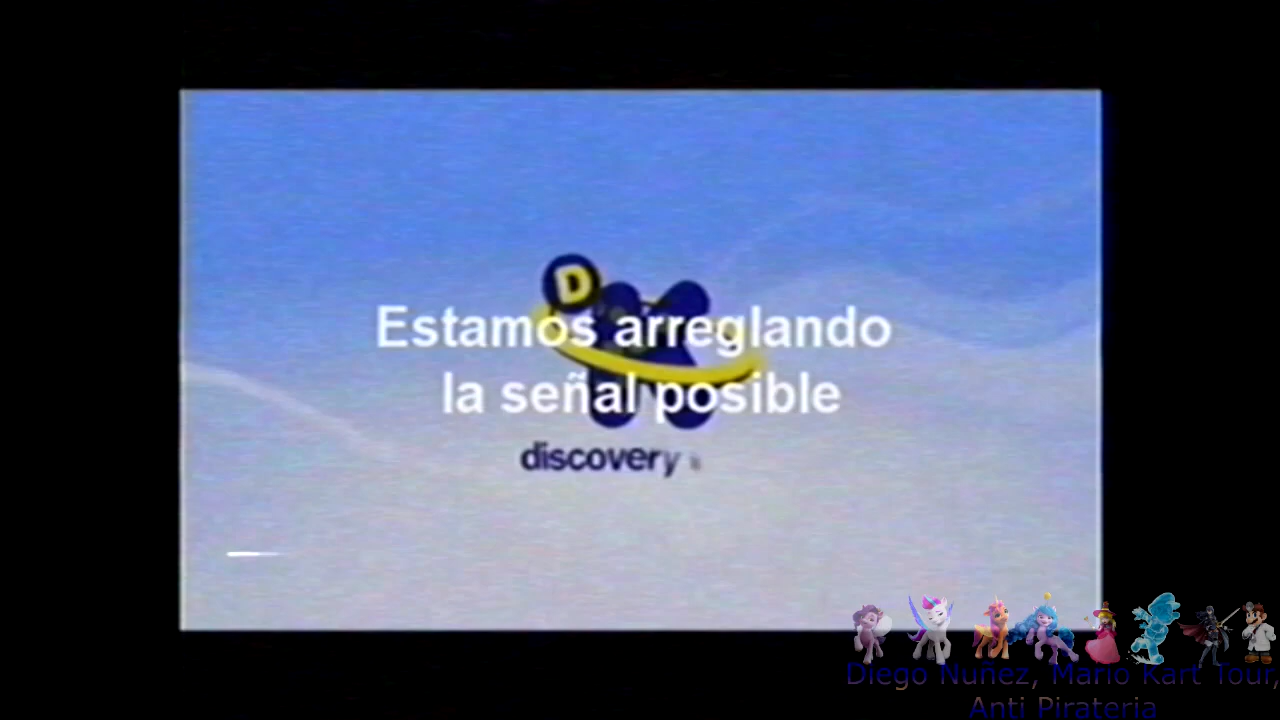 D
Estamos arreglando
la señal posible
discovery
Diego Nuñez, Mario Kart Tour,
Anti Pirateria